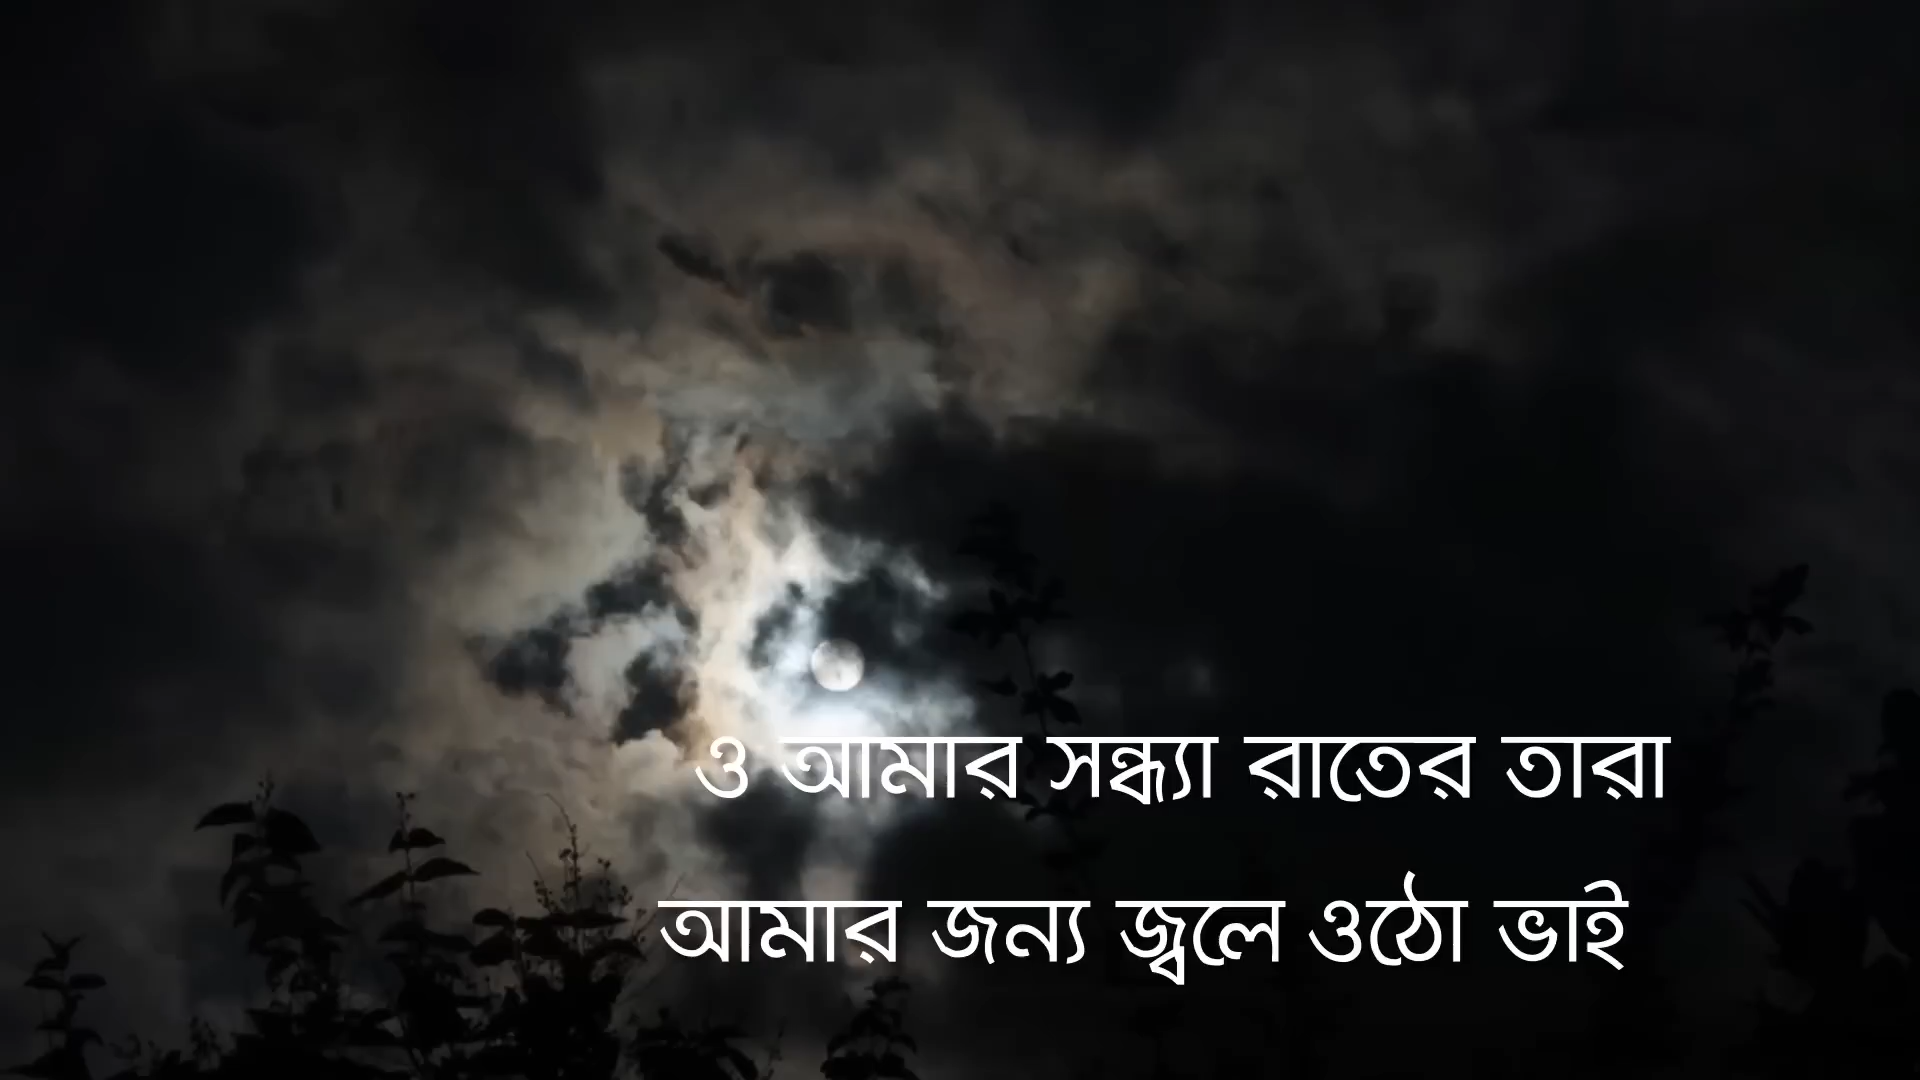 ও আমার সন্ধ্যা রাতের তারা
আমার জন্য জ্বলে ওঠো ভাই